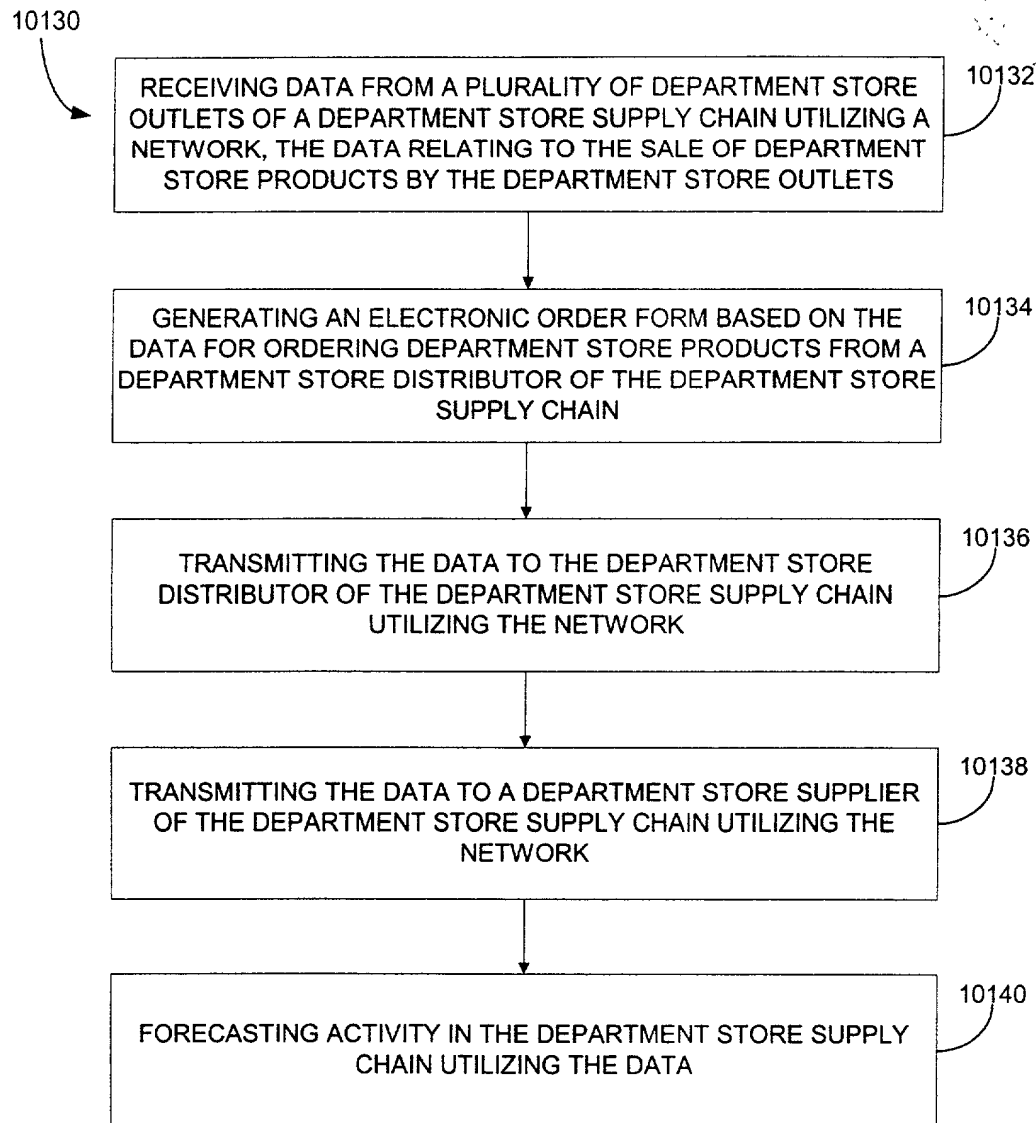 10130
10132
RECEIVING DATA FROM A PLURALITY OF DEPARTMENT STORE
OUTLETS OF A DEPARTMENT STORE SUPPLY CHAIN UTILIZING A
NETWORK, THE DATA RELATING TO THE SALE OF DEPARTMENT
STORE PRODUCTS BY THE DEPARTMENT STORE OUTLETS
10134
GENERATING AN ELECTRONIC ORDER FORM BASED ON THE
DATA FOR ORDERING DEPARTMENT STORE PRODUCTS FROM A
DEPARTMENT STORE DISTRIBUTOR OF THE DEPARTMENT STORE
SUPPLY CHAIN
10136
TRANSMITTING THE DATA TO THE DEPARTMENT STORE
DISTRIBUTOR OF THE DEPARTMENT STORE SUPPLY CHAIN
UTILIZING THE NETWORK
10138
TRANSMITTING THE DATA TO A DEPARTMENT STORE SUPPLIER
OF THE DEPARTMENT STORE SUPPLY CHAIN UTILIZING THE
NETWORK
10140
FORECASTING ACTIVITY IN THE DEPARTMENT STORE SUPPLY
CHAIN UTILIZING THE DATA